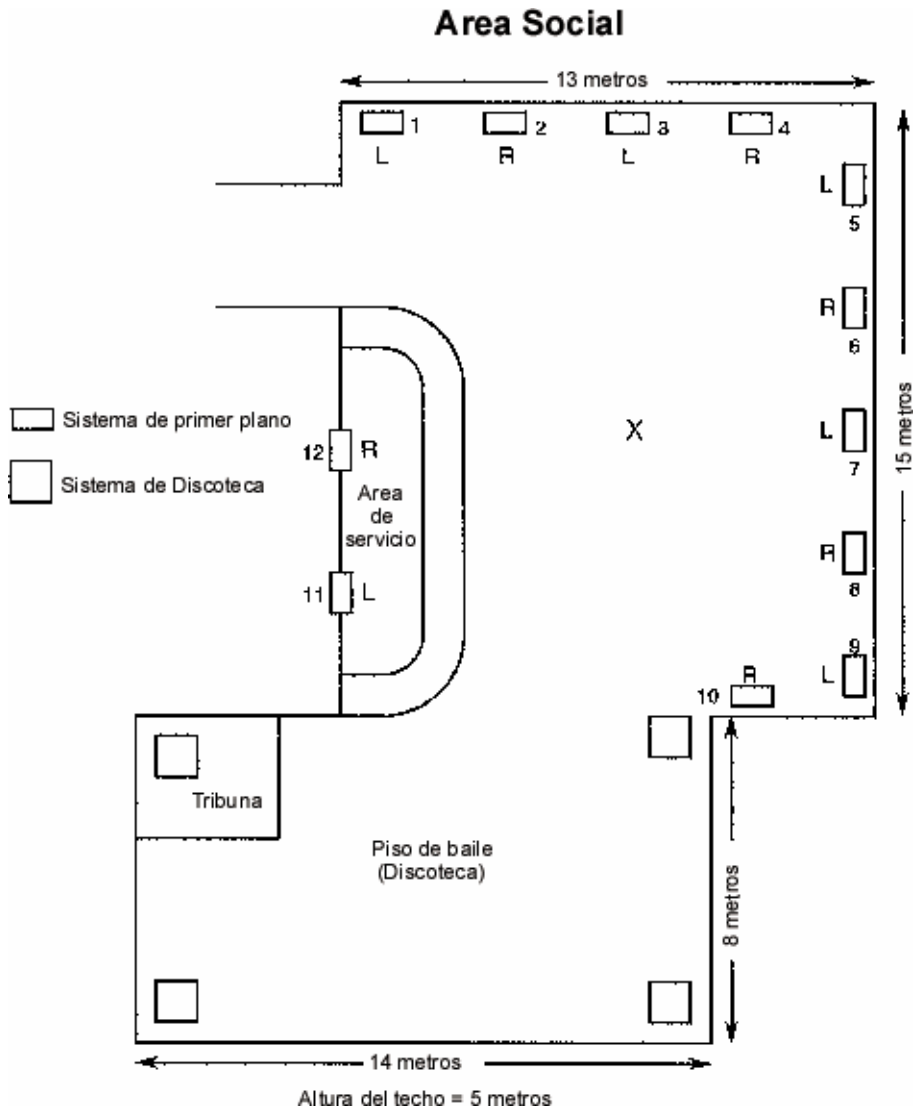 Area Social
13 metros
1
2
3
4
L
R
L
R
L
5
R
6
15 metros
Sistema de primer plano
X
L
7
12
R
Sistema de Discoteca
Area
de
servicio
R
8
11
L
9
R
L
10
Tribuna
Piso de baile
(Discoteca)
8 metros
14 metros
Altura del techo = 5 metros